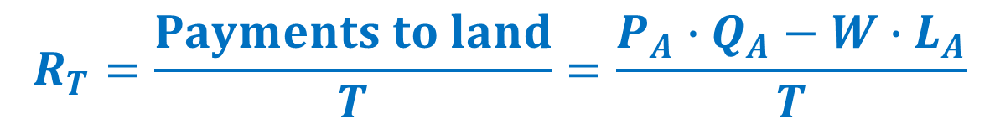 R_T = Payments to land / T = P_A · Q_A − W · L_A / T